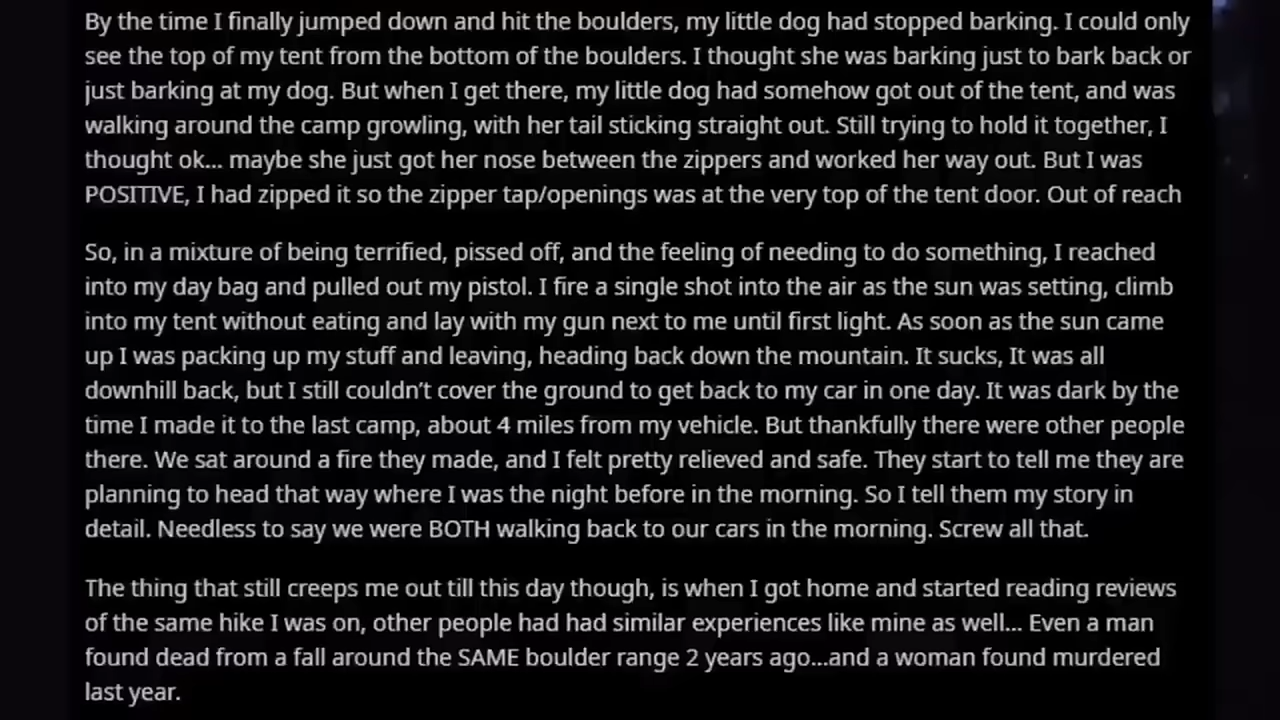 By the time I finally jumped down and hit the boulders, my little dog had stopped barking. I could only
see the top of my tent from the bottom of the boulders. I thought she was barking just to bark back or
just barking at my dog. But when I get there, my little dog had somehow got out of the tent, and was
walking around the camp growling, with her tail sticking straight out. Still trying to hold it together, I
thought ok... maybe she just got her nose between the zippers and worked her way out. But I was
POSITIVE, I had zipped it so the zipper tap/openings was at the very top of the tent door. Out of reach
So, in a mixture of being terrified, pissed off, and the feeling of needing to do something, I reached
into my day bag and pulled out my pistol. I fire a single shot into the air as the sun was setting, climb
into my tent without eating and lay with my gun next to me until first light. As soon as the sun came
up I was packing up my stuff and leaving, heading back down the mountain. It sucks, It was all
downhill back, but I still couldn’t cover the ground to get back to my car in one day. It was dark by the
time I made it to the last camp, about 4 miles from my vehicle. But thankfully there were other people
there. We sat around a fire they made, and I felt pretty relieved and safe. They start to tell me they are
planning to head that way where I was the night before in the morning. So I tell them my story in
detail. Needless to say we were BOTH walking back to our cars in the morning. Screw all that.
The thing that still creeps me out till this day though, is when I got home and started reading reviews
of the same hike I was on, other people had had similar experiences like mine as well... Even a man
found dead from a fall around the SAME boulder range 2 years ago...and a woman found murdered
last year.